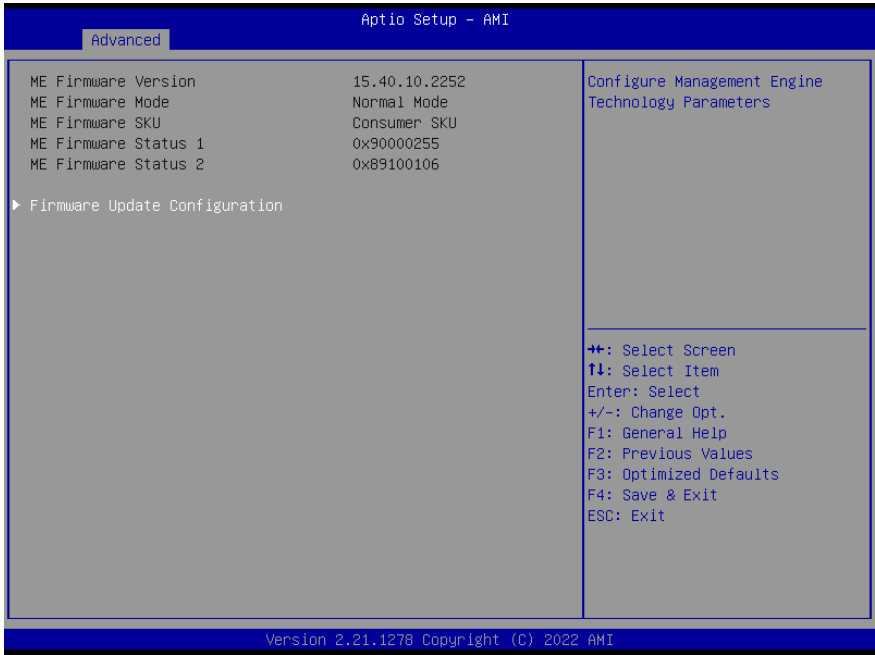 Aptio Setup – AMI
Advanced
ME Firmware Version 15.40.10.2252
ME Firmware Mode Normal Mode
ME Firmware SKU Consumer SKU
ME Firmware Status 1 0x90000255
ME Firmware Status 2 0x89100106
► Firmware Update Configuration
Configure Management Engine
Technology Parameters
→←: Select Screen
↑↓: Select Item
Enter: Select
+/-: Change Opt.
F1: General Help
F2: Previous Values
F3: Optimized Defaults
F4: Save & Exit
ESC: Exit
Version 2.21.1278 Copyright (C) 2022 AMI